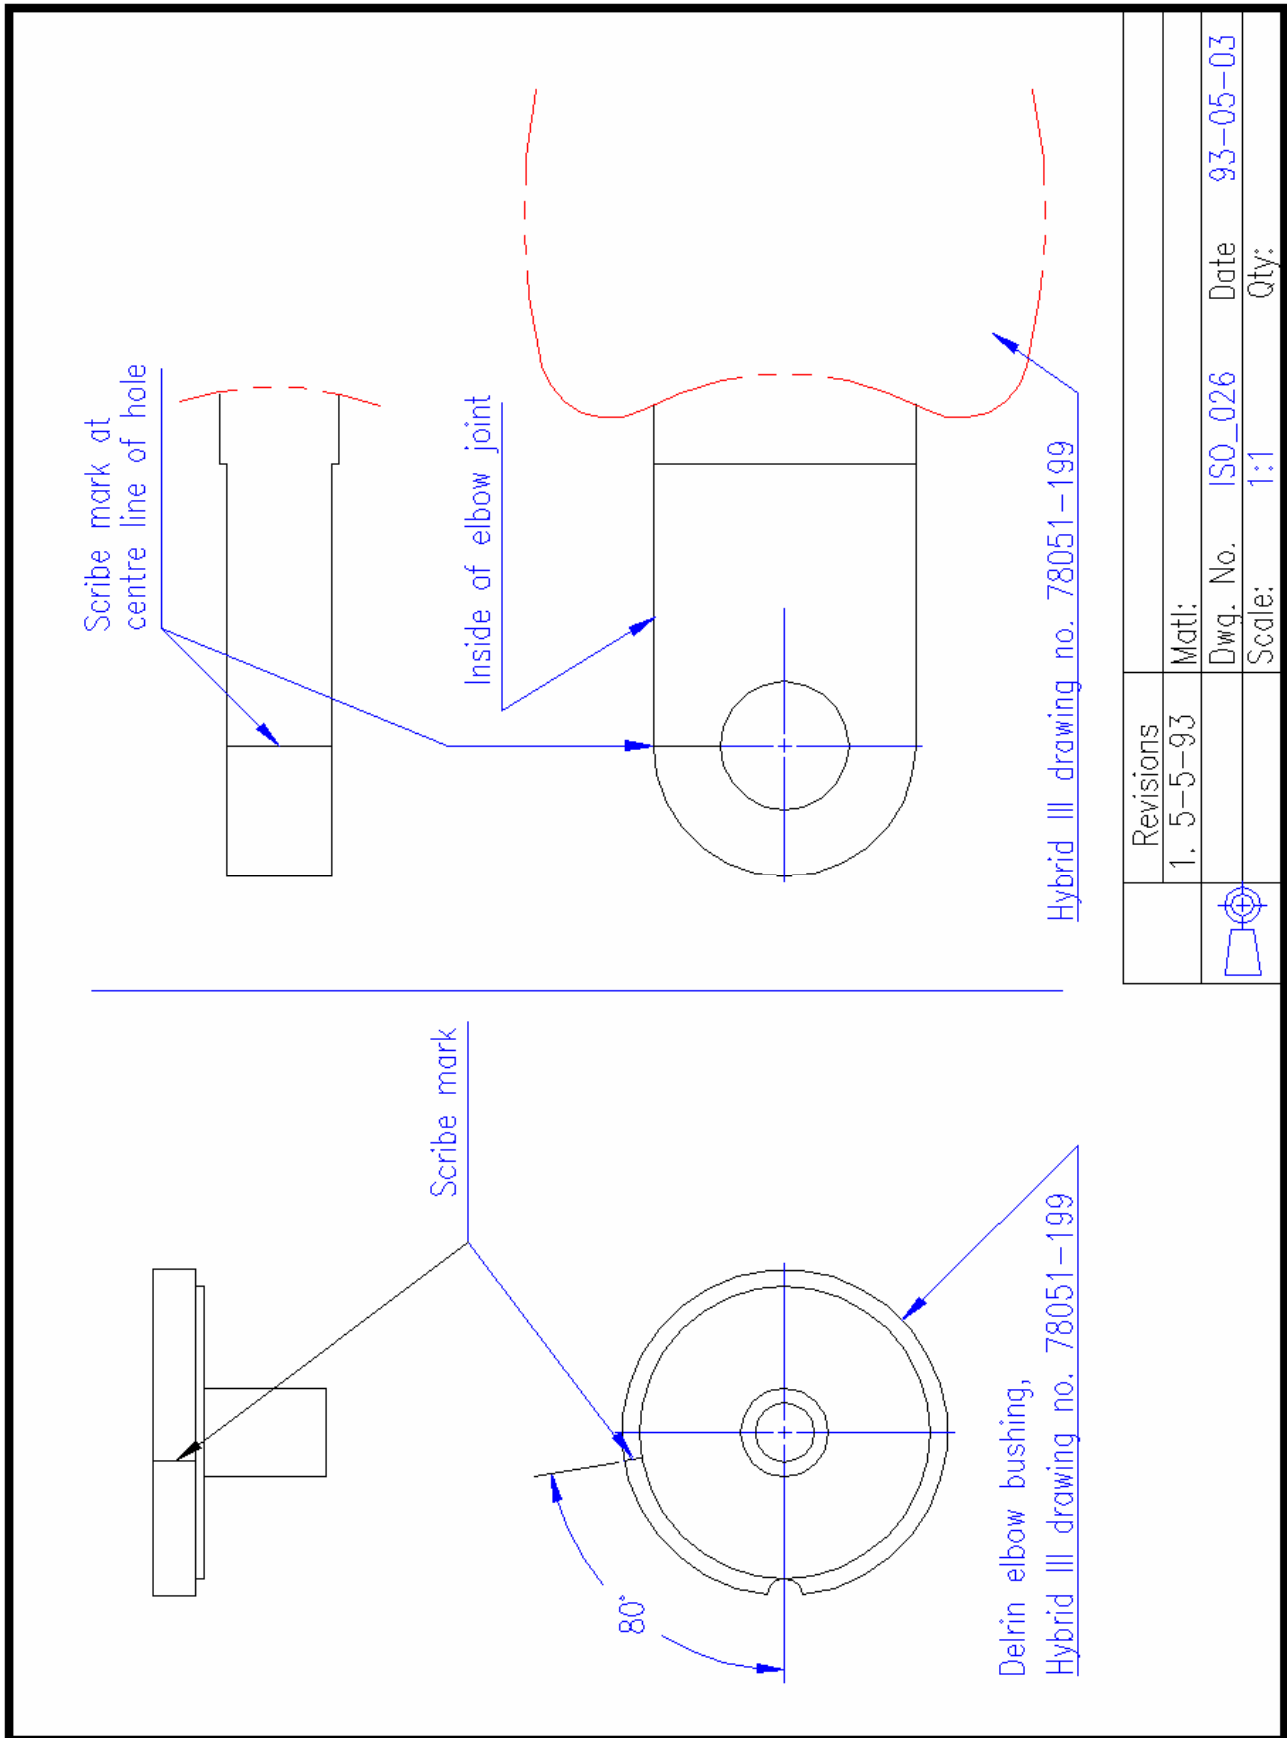 Scribe mark
80°
Delrin elbow bushing,
Hybrid III drawing no. 78051-199
Scribe mark at
centre line of hole
Inside of elbow joint
Hybrid III drawing no. 78051-199
Revisions
1. 5-5-93
Matl:
Dwg. No. ISO_026 Date 93-05-03
Scale: 1:1 Qty: